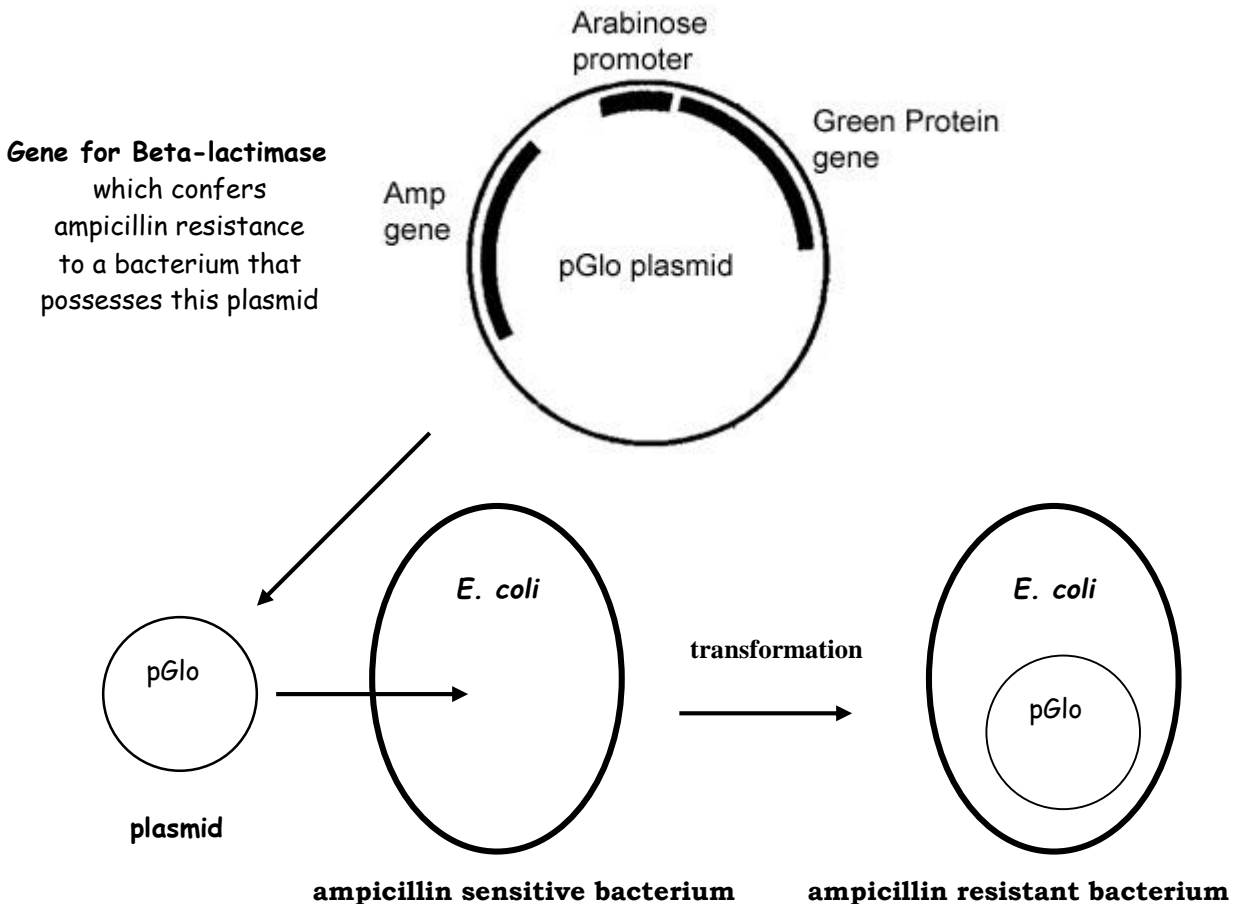 Arabinose
promoter
Green Protein
gene
Gene for Beta-lactimase
which confers
ampicillin resistance
to a bacterium that
possesses this plasmid
Amp
gene
pGlo plasmid
E. coli
E. coli
transformation
pGlo
pGlo
plasmid
ampicillin sensitive bacterium
ampicillin resistant bacterium